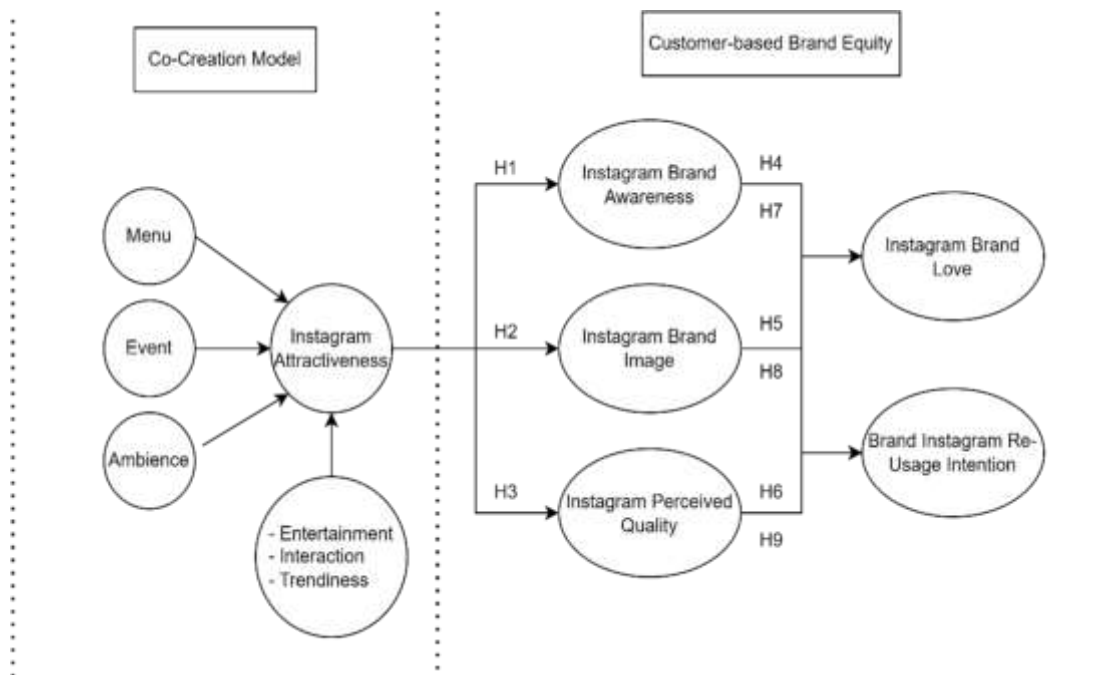 Co-Creation Model
Customer-based Brand Equity
Menu
Event
Ambience
Instagram
Attractiveness
- Entertainment
- Interaction
- Trendiness
H1
H2
H3
Instagram Brand
Awareness
Instagram Brand
Image
Instagram Perceived
Quality
H4
H7
H5
H8
H6
H9
Instagram Brand
Love
Brand Instagram Re-
Usage Intention